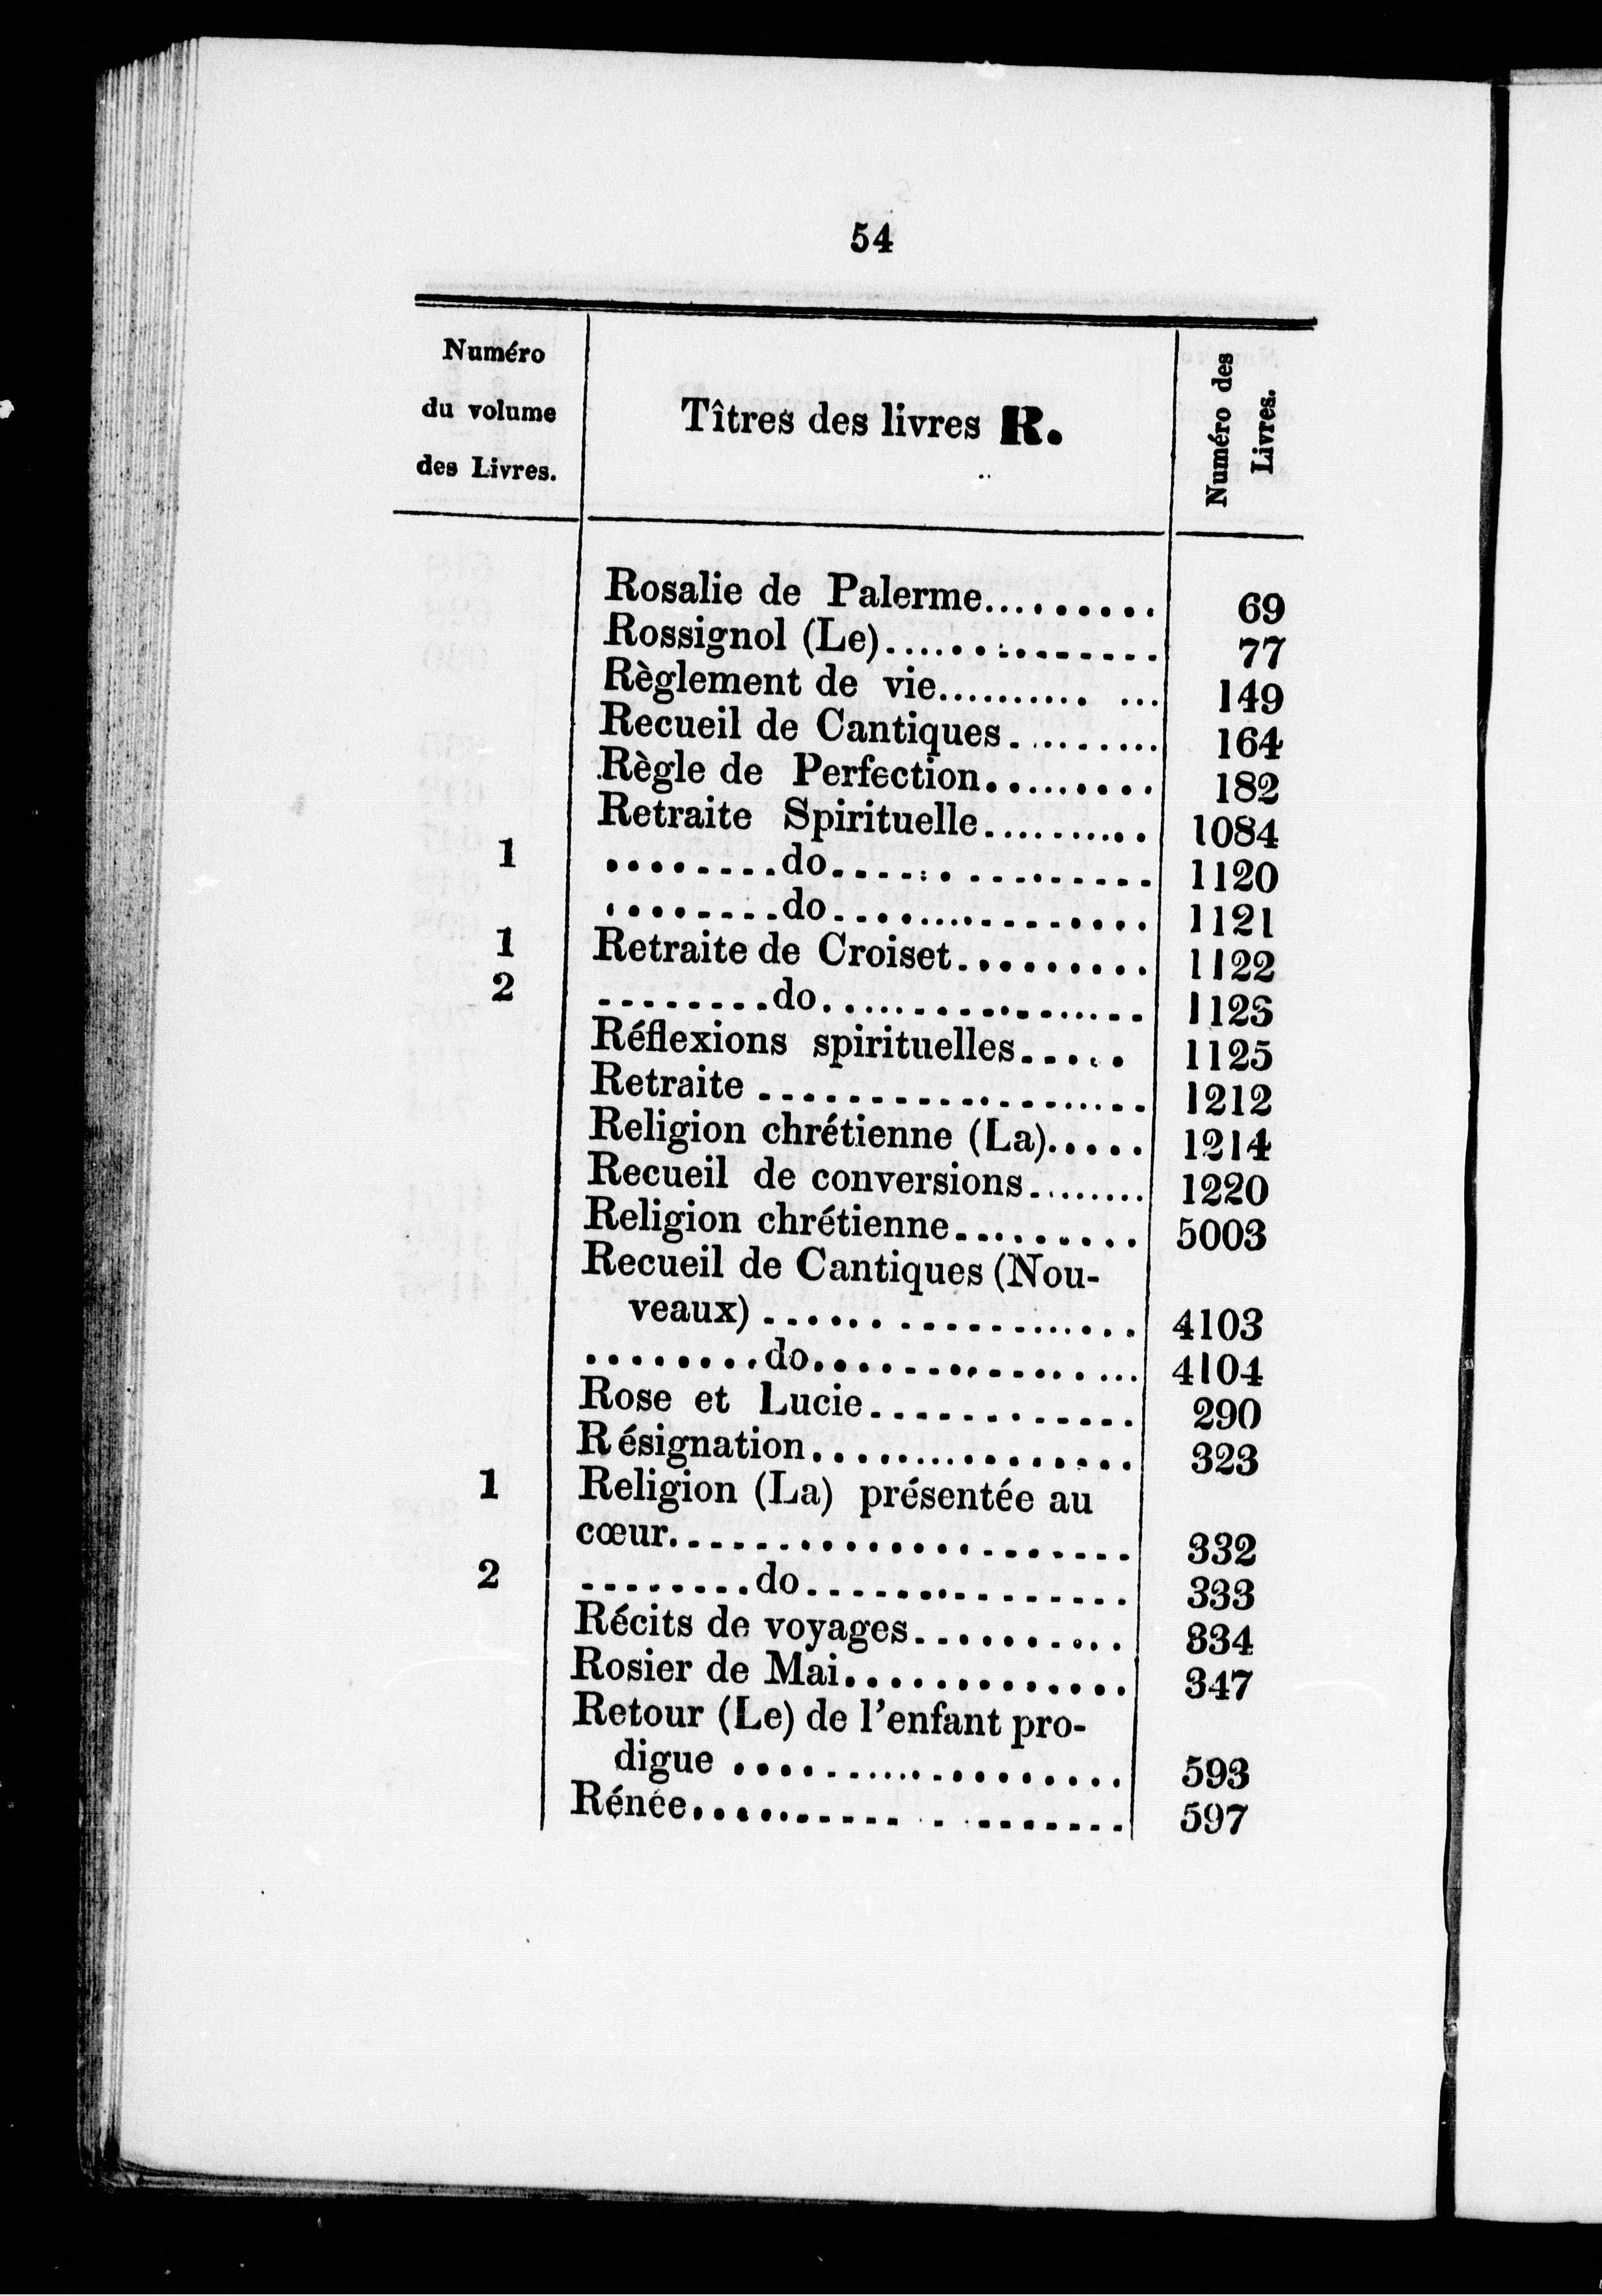 54
Numéro
du volume
des Livres.
Tîtres des livres R.
Numéro des
Livres.
Rosalie de Palerme......... 69
Rossignol (Le).............. 77
Règlement de vie.......... ... 149
Recueil de Cantiques......... 164
Règle de Perfection......... 182
Retraite Spirituelle.......... 1084
1 ........do................ 1120
........do................ 1121
1 Retraite de Croiset......... 1122
2 ........do................ 1123
Réflexions spirituelles..... 1125
Retraite .................. 1212
Religion chrétienne (La)..... 1214
Recueil de conversions........ 1220
Religion chrétienne......... 5003
Recueil de Cantiques (Nou-
veaux) .................. 4103
........do................ 4104
Rose et Lucie............ 290
Résignation............... 323
1 Religion (La) présentée au
cœur..................... 332
2 ........do................ 333
Récits de voyages.......... 334
Rosier de Mai............. 347
Retour (Le) de l'enfant pro-
digue .................. 593
Rénée.......... . ....... 597